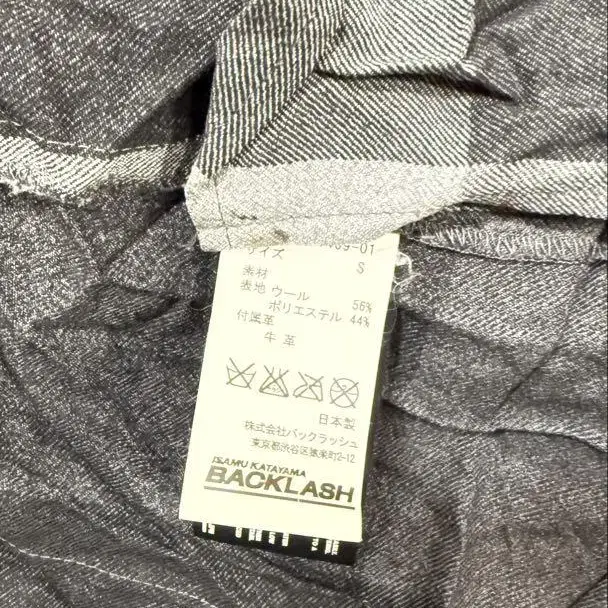 09-01
サイズ S
素材
表地 ウール 56%
ポリエステル 44%
付属革
牛革
日本製
株式会社バックラッシュ
東京都渋谷区猿楽町2-12
ISAMU KATAYAMA
BACKLASH